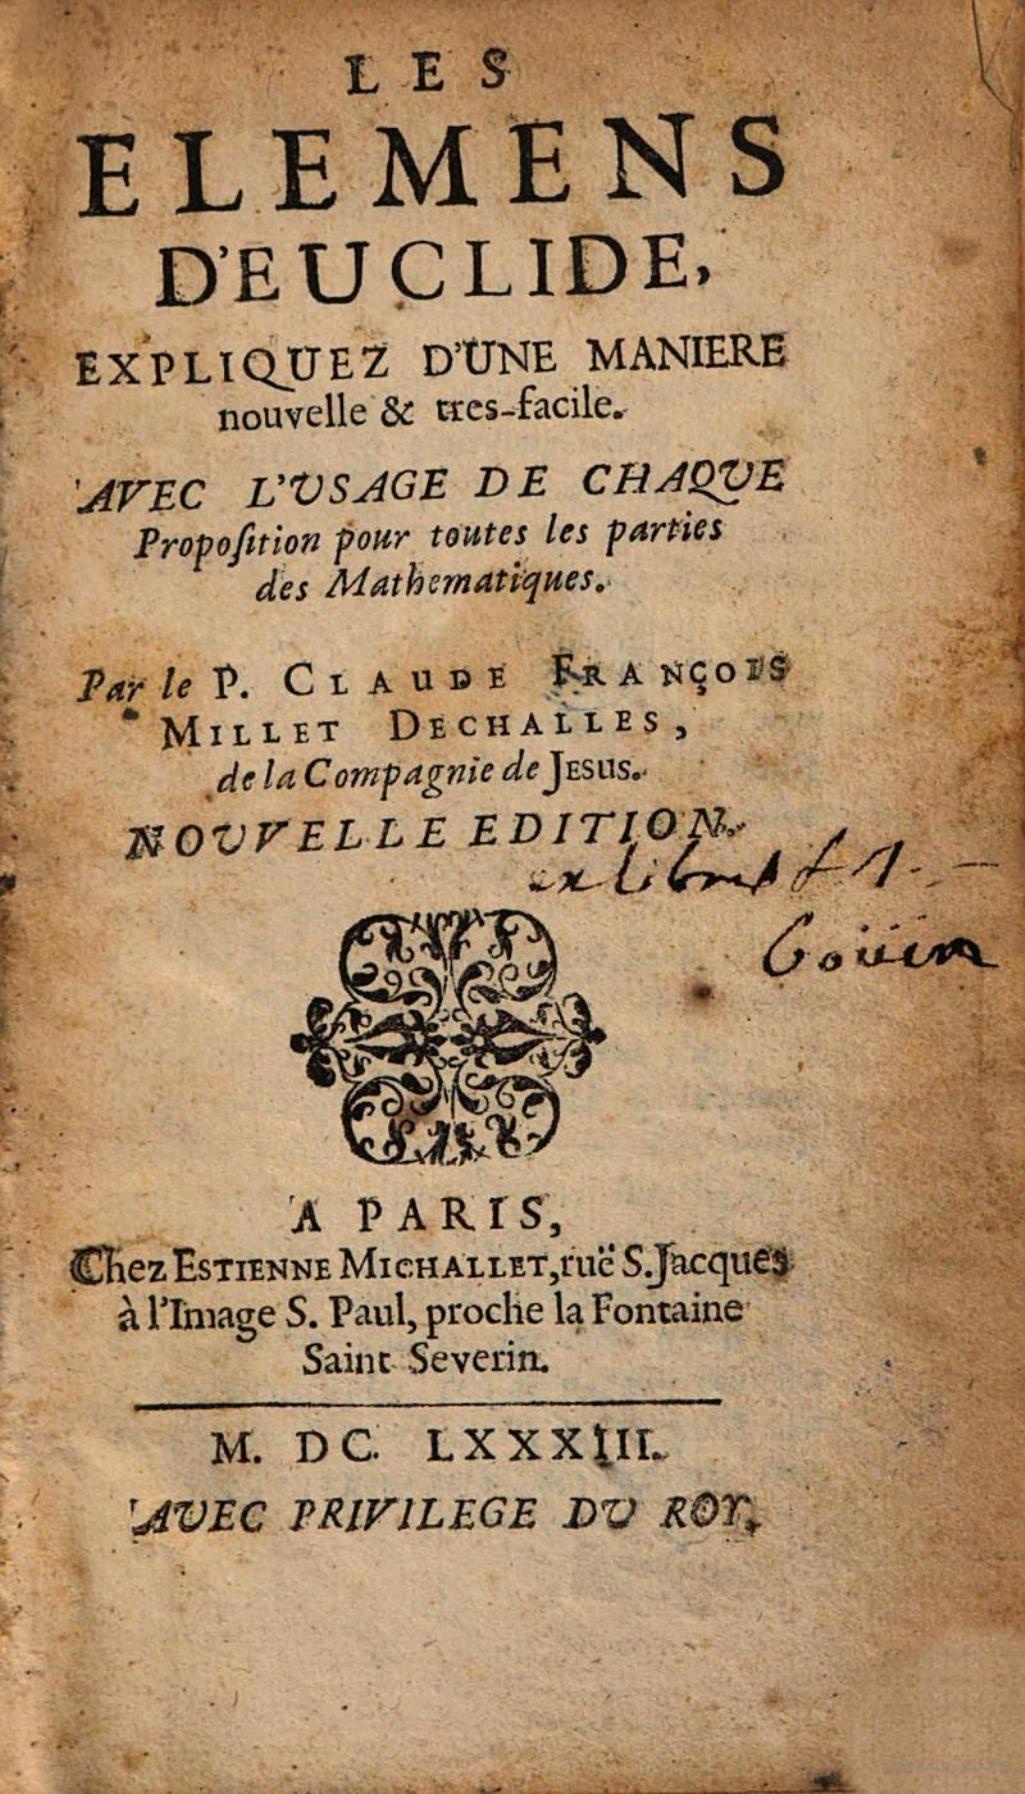 LES
ELEMENS
D'EUCLIDE,
EXPLIQUEZ D'UNE MANIERE
nouvelle & tres-facile.
AVEC L'USAGE DE CHAQUE
Propoſition pour toutes les parties
des Mathematiques.
Par le P. CLAUDE FRANÇOIS
MILLET DECHALLES,
de la Compagnie de JESUS.
NOUVELLE EDITION.
ex libris
A PARIS,
Chez ESTIENNE MICHALLET, ruë S. Jacques
à l'Image S. Paul, proche la Fontaine
Saint Severin.
M. DC. LXXXIII.
AVEC PRIVILEGE DU ROY.